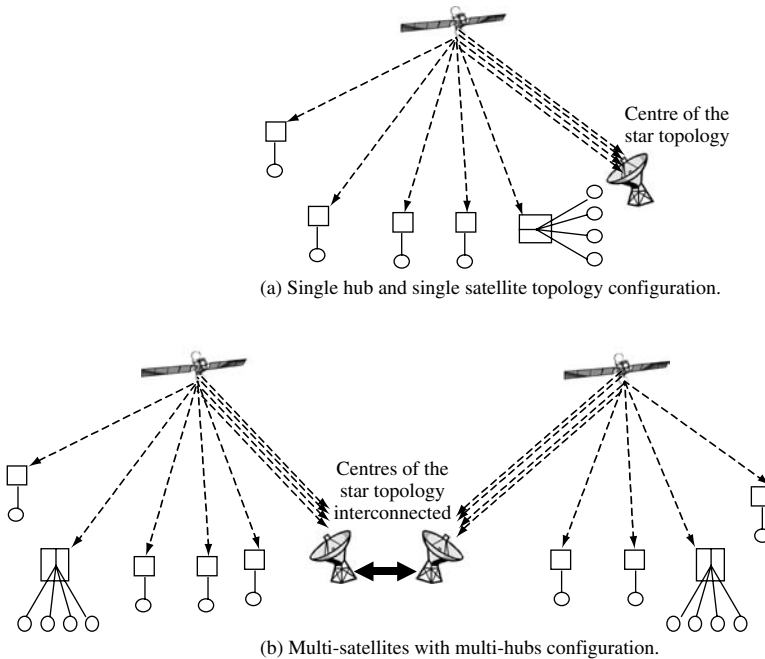 Centre of the
star topology
(a) Single hub and single satellite topology configuration.
Centres of the
star topology
interconnected
(b) Multi-satellites with multi-hubs configuration.